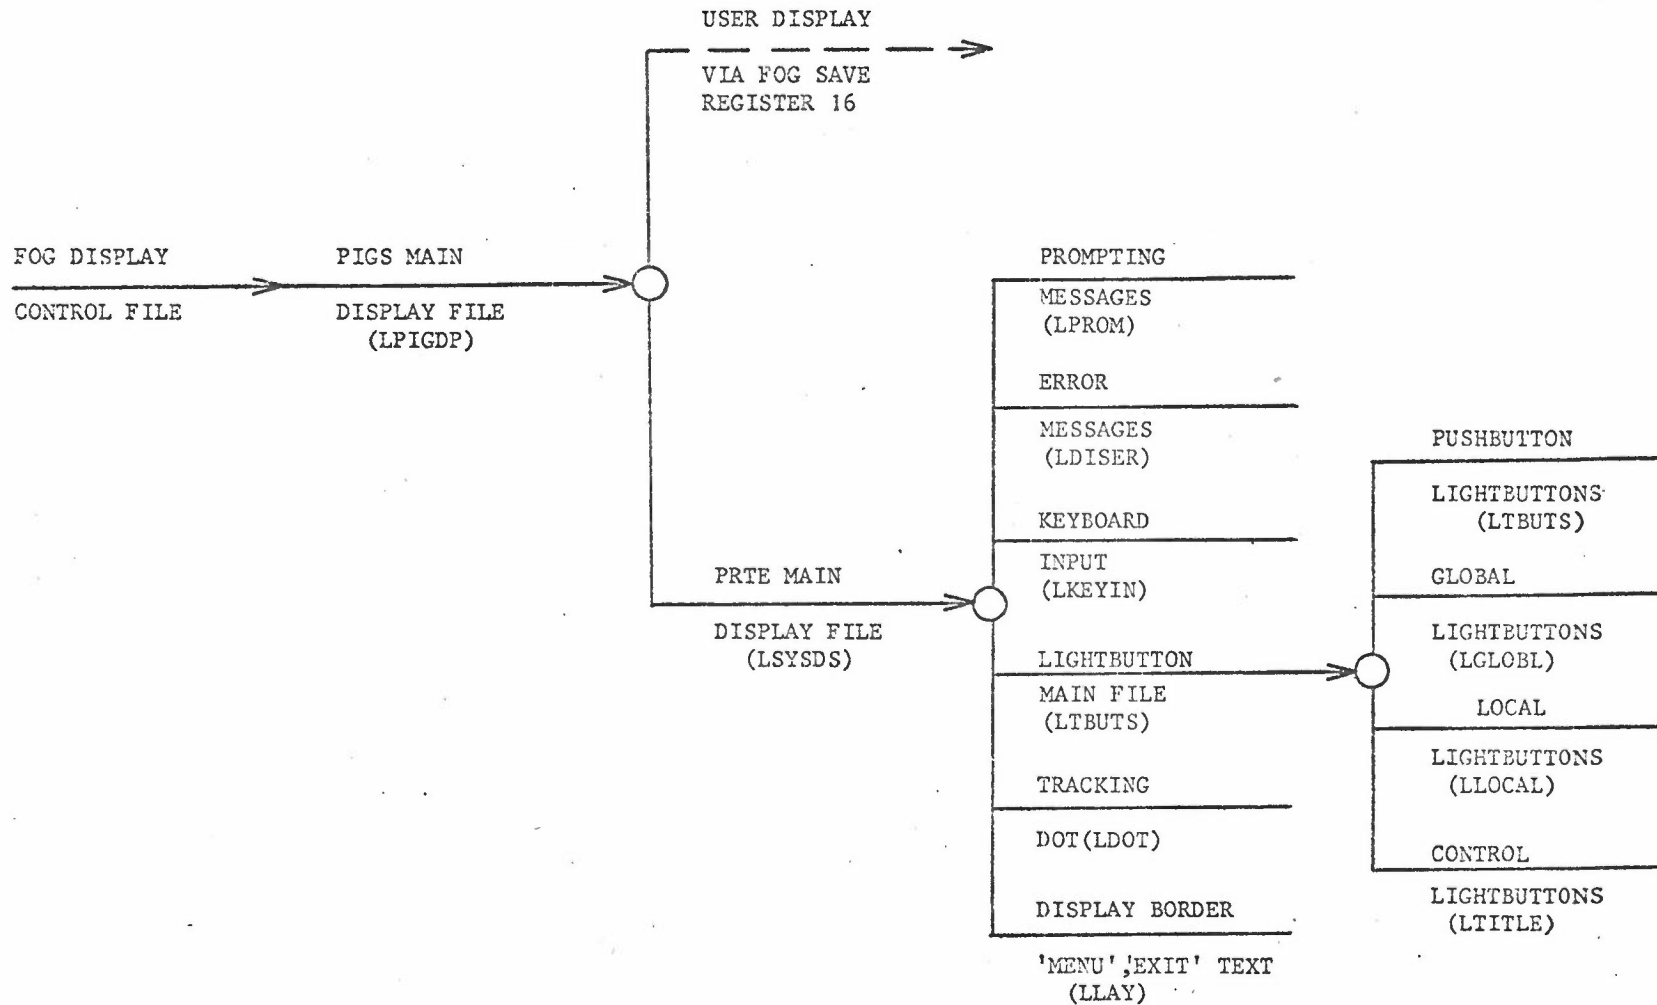 USER DISPLAY
VIA FOG SAVE
REGISTER 16
FOG DISPLAY
CONTROL FILE
PIGS MAIN
DISPLAY FILE
(LPIGDP)
PRTE MAIN
DISPLAY FILE
(LSYSDS)
PROMPTING
MESSAGES
(LPROM)
ERROR
MESSAGES
(LDISER)
KEYBOARD
INPUT
(LKEYIN)
LIGHTBUTTON
MAIN FILE
(LTBUTS)
TRACKING
DOT(LDOT)
DISPLAY BORDER
'MENU','EXIT' TEXT
(LLAY)
PUSHBUTTON
LIGHTBUTTONS
(LTBUTS)
GLOBAL
LIGHTBUTTONS
(LGLOBL)
LOCAL
LIGHTBUTTONS
(LLOCAL)
CONTROL
LIGHTBUTTONS
(LTITLE)